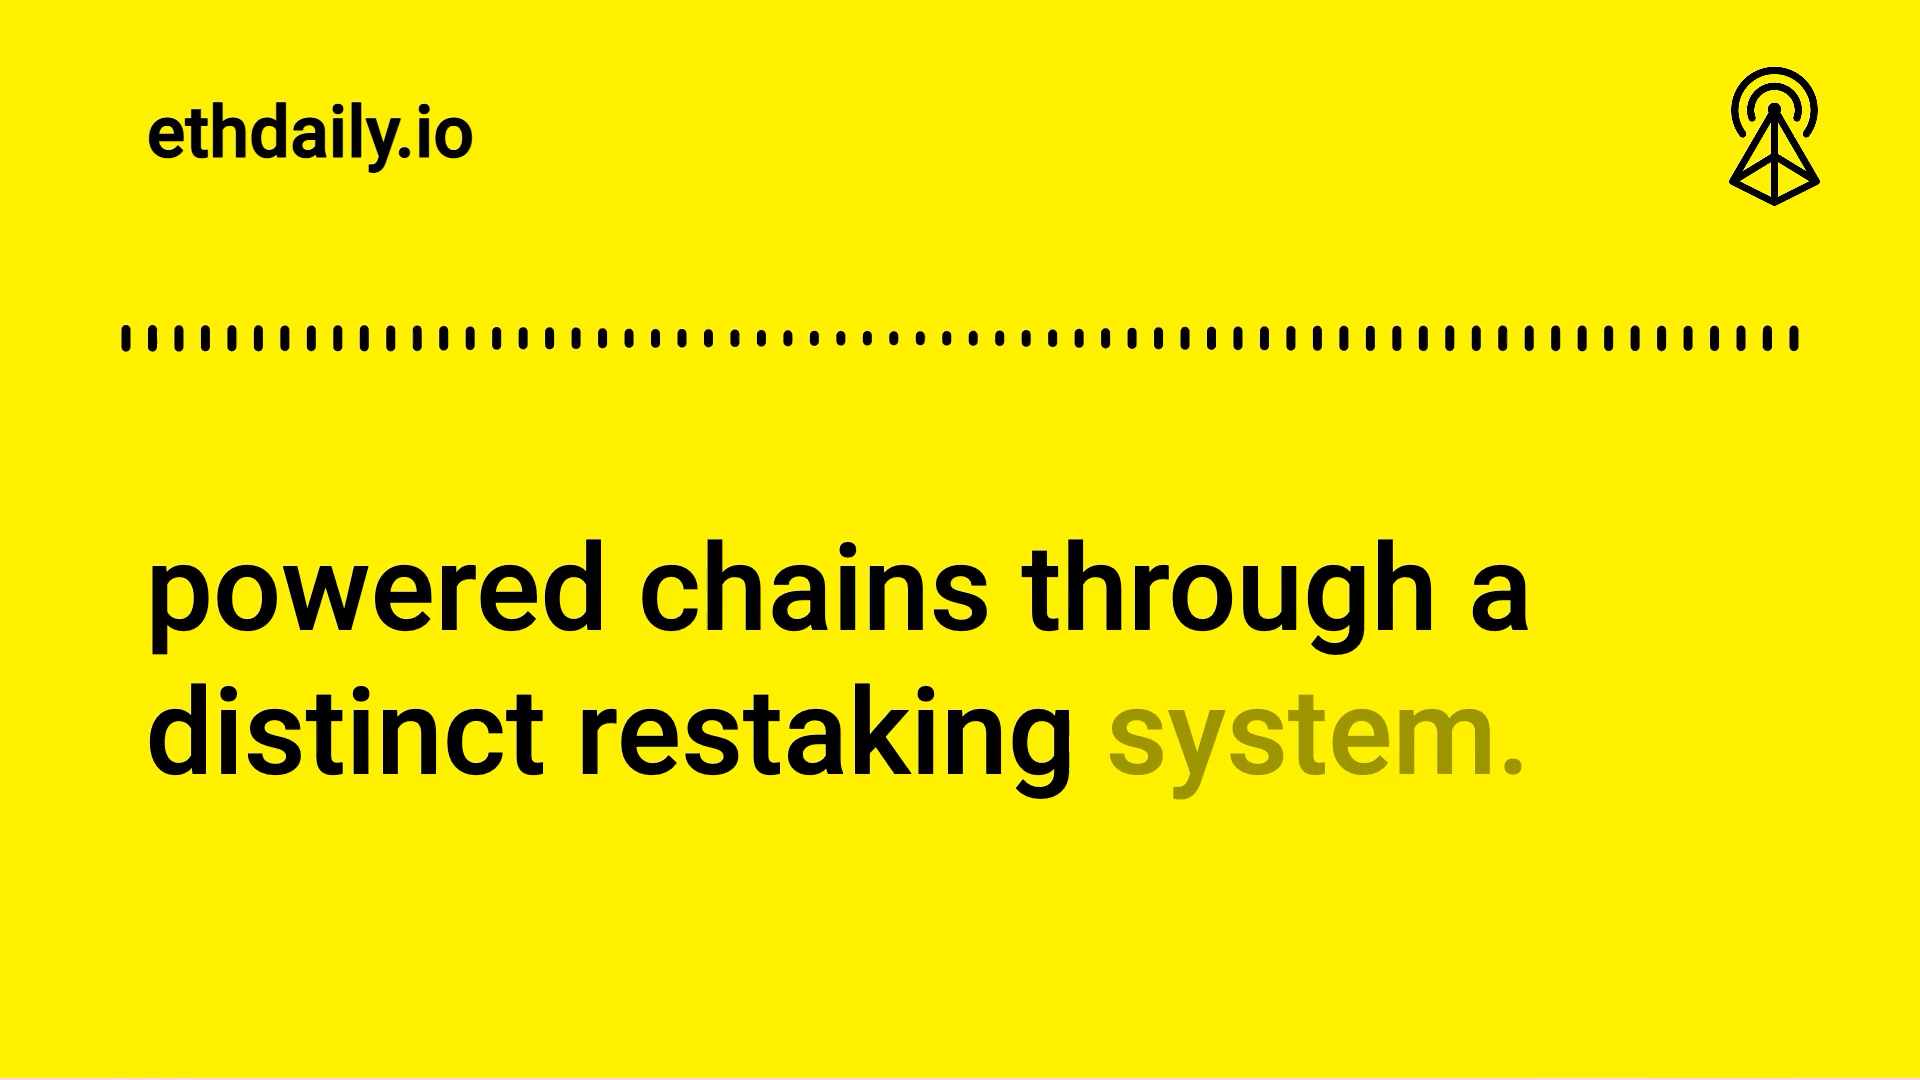 ethdaily.io
powered chains through a
distinct restaking system.